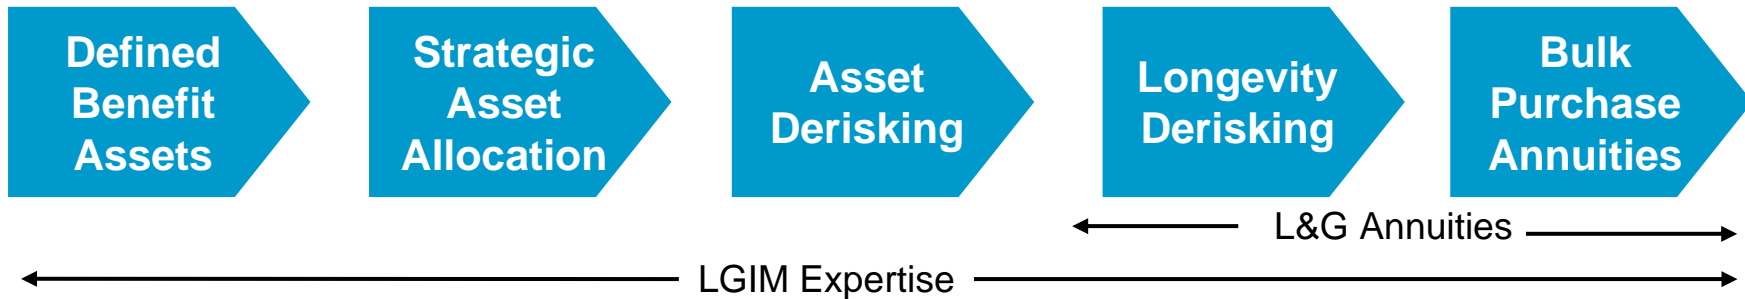 Defined
Benefit
Assets
Strategic
Asset
Allocation
Asset
Derisking
Longevity
Derisking
Bulk
Purchase
Annuities
L&G Annuities
LGIM Expertise